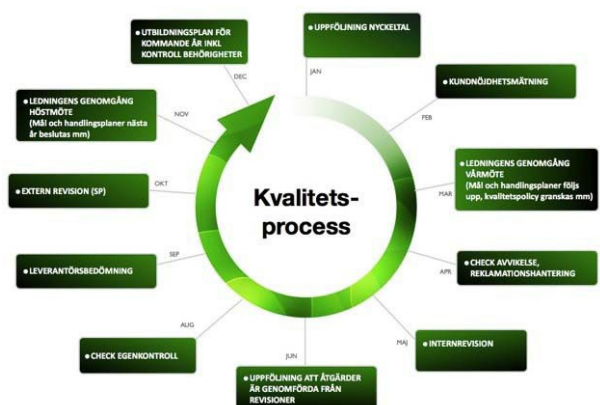 • UPPFÖLJNING NYCKELTAL
JAN
• KUNDNÖJDHETSMÄTNING
FEB
• LEDNINGENS GENOMGÅNG
VÅRMÖTE
(Mål och handlingsplaner följs
upp, kvalitetspolicy granskas mm)
MAR
• CHECK AVVIKELSE,
REKLAMATIONSHANTERING
APR
• INTERNREVISION
MAJ
• UPPFÖLJNING ATT ÅTGÄRDER
ÄR GENOMFÖRDA FRÅN
REVISIONER
JUN
• CHECK EGENKONTROLL
AUG
• LEVERANTÖRSBEDÖMNING
SEP
• EXTERN REVISION (SP)
OKT
• LEDNINGENS GENOMGÅNG
HÖSTMÖTE
(Mål och handlingsplaner nästa
år beslutas mm)
NOV
• UTBILDNINGSPLAN FÖR
KOMMANDE ÅR INKL
KONTROLL BEHÖRIGHETER
DEC
Kvalitets-
process